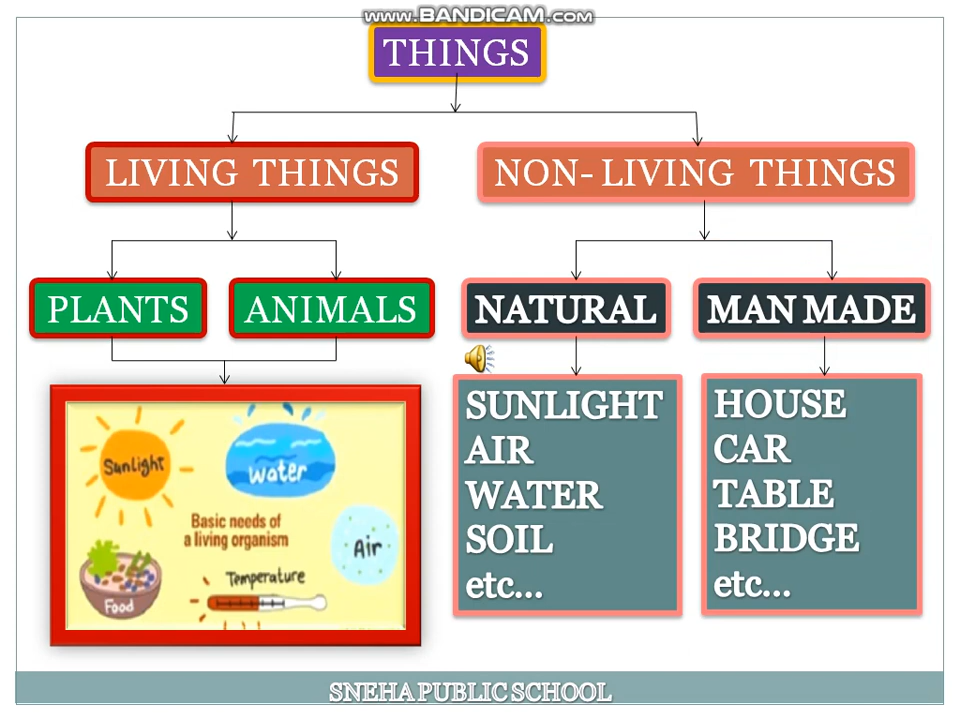 www.BANDICAM.com
THINGS
LIVING THINGS
NON- LIVING THINGS
PLANTS
ANIMALS
NATURAL
MAN MADE
Sunlight
water
Basic needs of
a living organism
Air
Temperature
Food
SUNLIGHT
AIR
WATER
SOIL
etc...
HOUSE
CAR
TABLE
BRIDGE
etc...
SNEHA PUBLIC SCHOOL